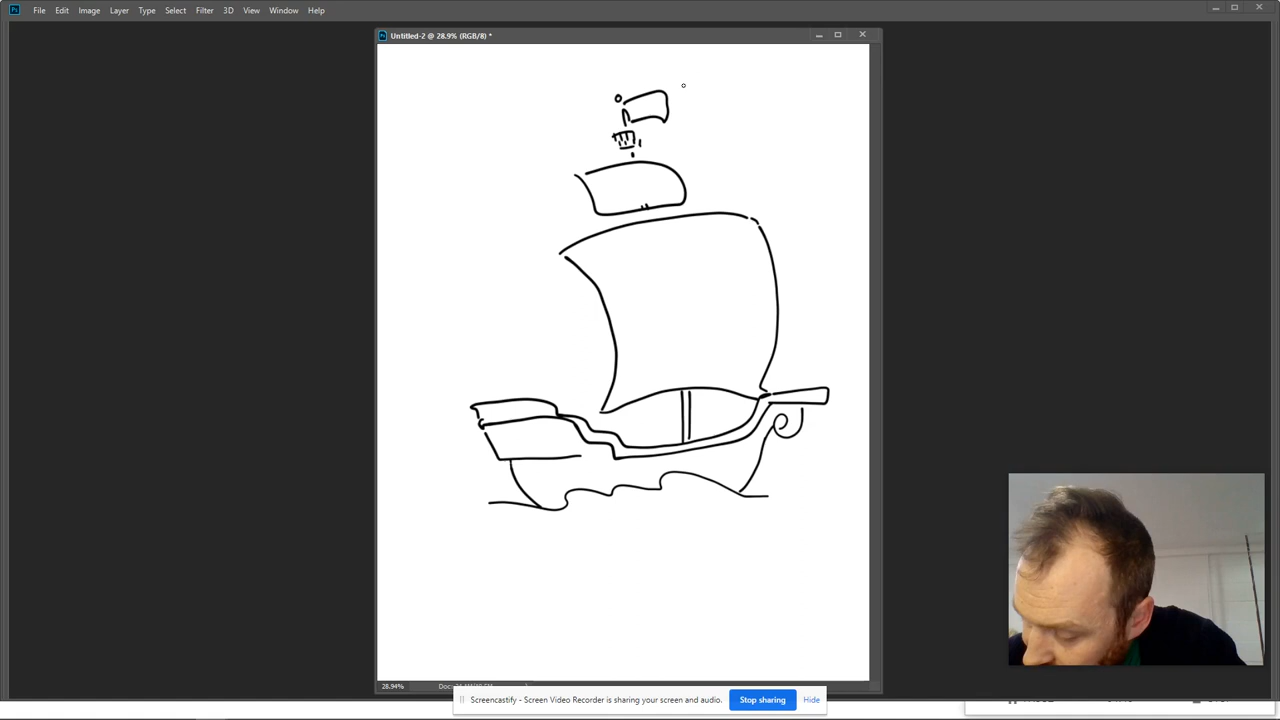 File Edit Image Layer Type Select Filter 3D View Window Help
Untitled-2 @ 28.9% (RGB/8) *
28.94%
Screencastify - Screen Video Recorder is sharing your screen and audio. Stop sharing Hide